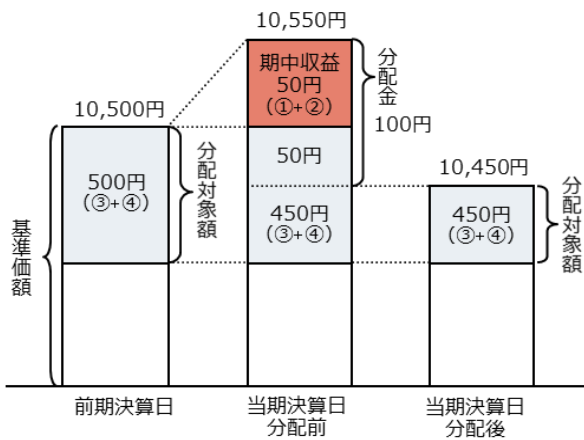 10,550円
期中収益
50円
(①+②)
分配金
100円
10,500円
50円
10,450円
500円
(③+④)
分配対象額
450円
(③+④)
450円
(③+④)
分配対象額
基準価額
前期決算日
当期決算日
分配前
当期決算日
分配後